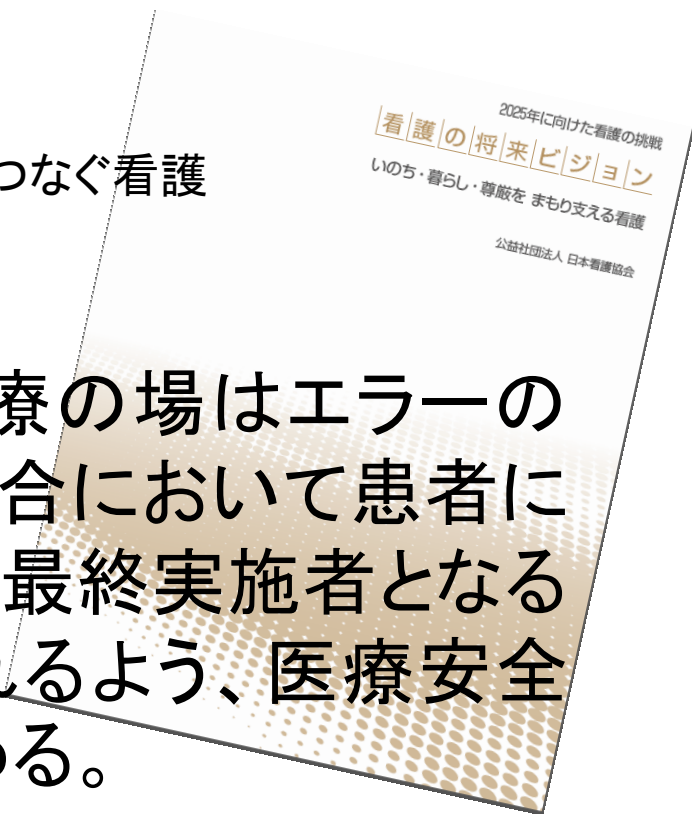 2025年に向けた看護の挑戦
看護の将来ビジョン
いのち・暮らし・尊厳を まもり支える看護
公益社団法人 日本看護協会
つなぐ看護
療の場はエラーの
合において患者に
最終実施者となる
るよう、医療安全
る。